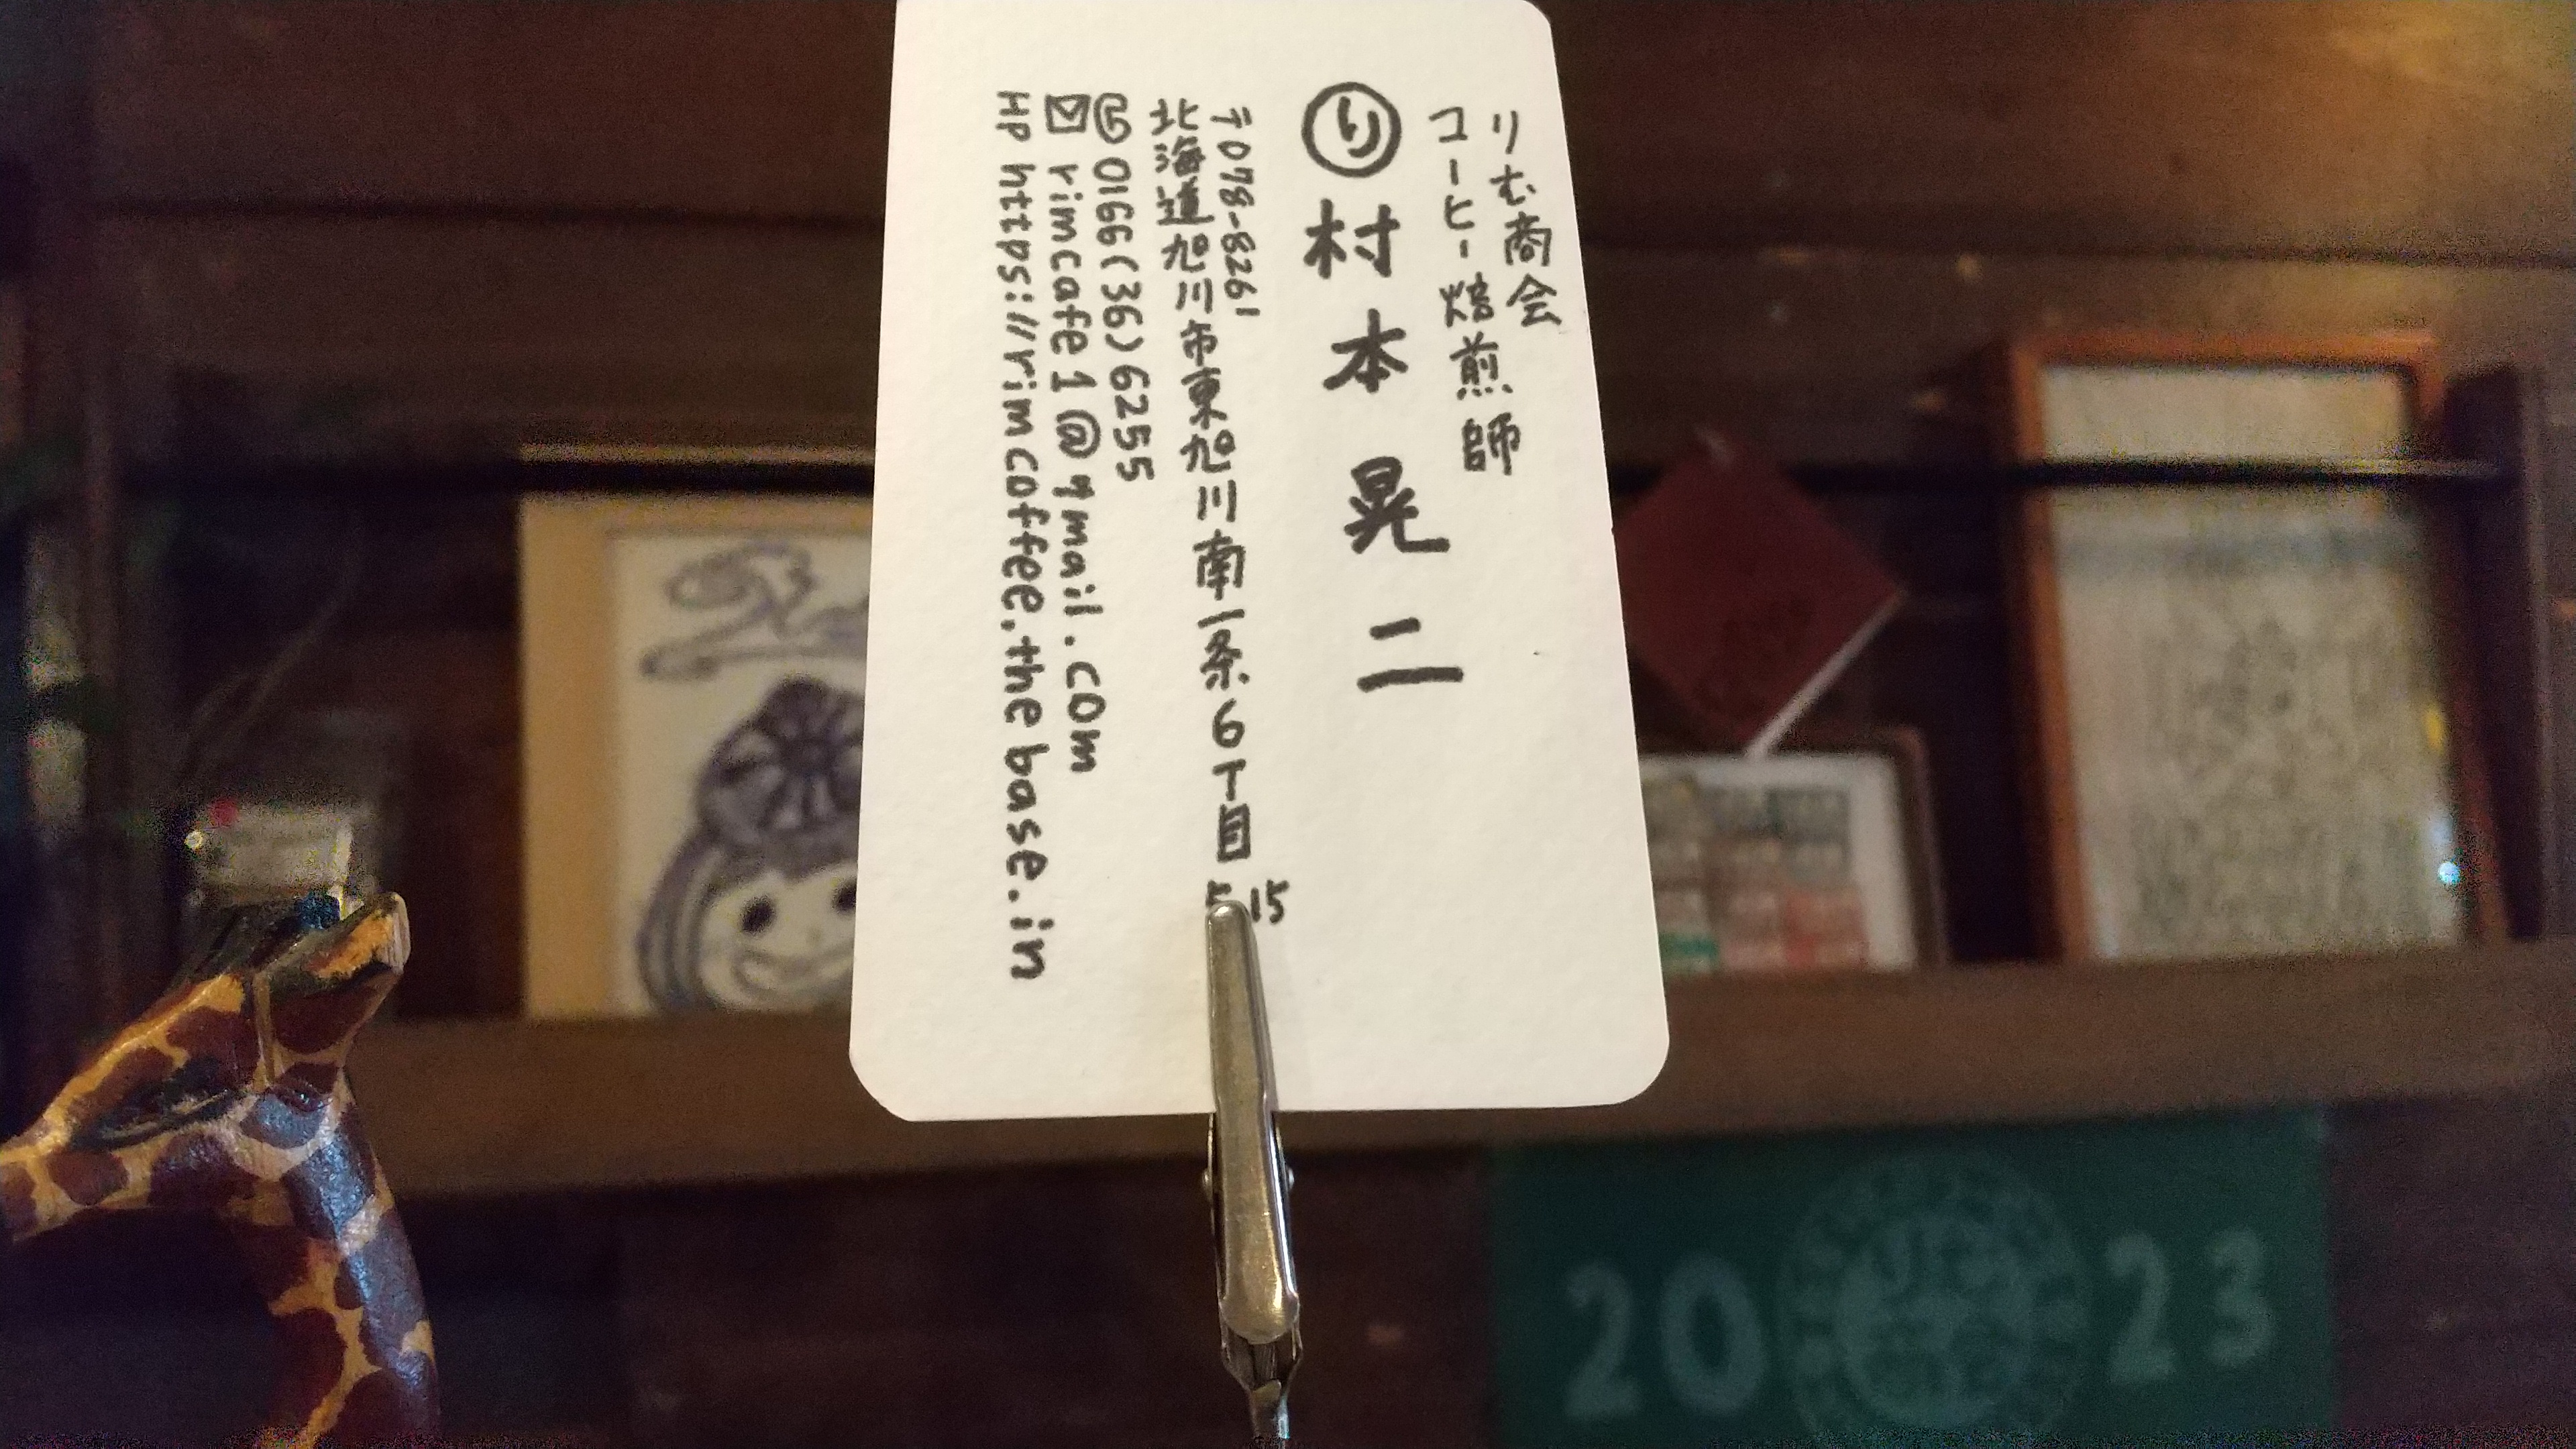 りむ商会
コーヒー焙煎師
り 村本晃二
〒078-8261
北海道旭川市東旭川南1条6丁目
15
0166(36)6255
rimcafe1@gmail.com
HP https://rimcoffee.thebase.in
20 23